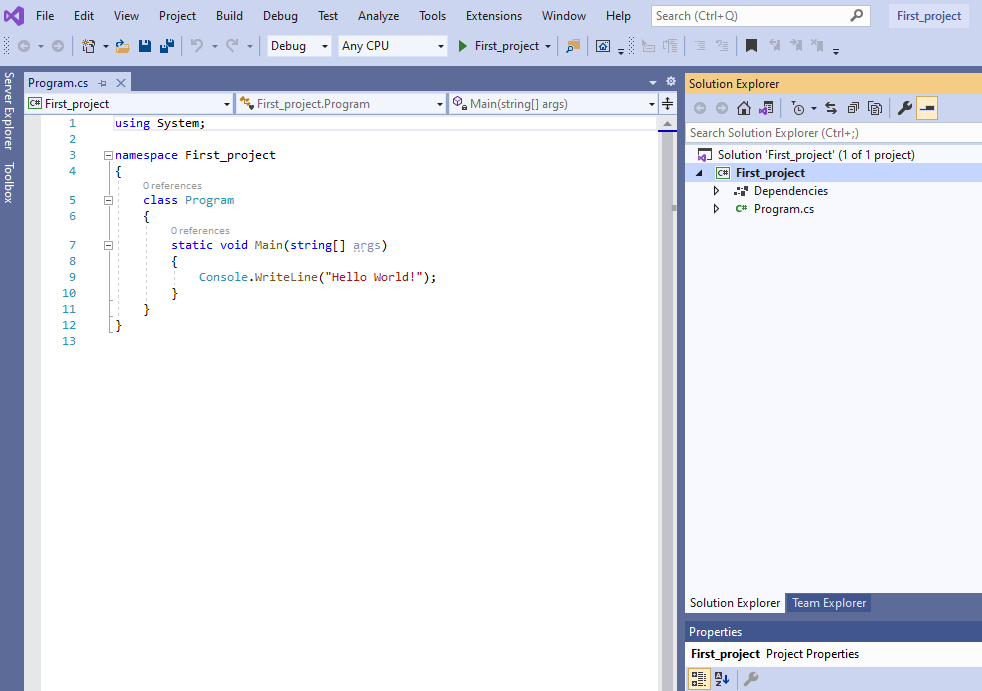 File Edit View Project Build Debug Test Analyze Tools Extensions Window Help Search (Ctrl+Q) First_project
Debug Any CPU First_project
Server Explorer
Toolbox
Program.cs
C# First_project First_project.Program Main(string[] args)
1 using System;
2
3 namespace First_project
4 {
0 references
5 class Program
6 {
0 references
7 static void Main(string[] args)
8 {
9 Console.WriteLine("Hello World!");
10 }
11 }
12 }
13
Solution Explorer
Search Solution Explorer (Ctrl+;)
Solution 'First_project' (1 of 1 project)
C# First_project
Dependencies
C# Program.cs
Solution Explorer Team Explorer
Properties
First_project Project Properties